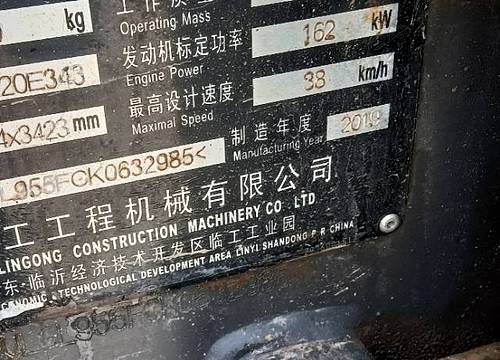 kg
Operating Mass
kW
发动机标定功率
162
Engine Power
20E343
最高设计速度
38
km/h
Maximal Speed
4x3423 mm
制造年度
2019
Manufacturing Year
L955FCK0632985<
工工程机械有限公司
LINGONG CONSTRUCTION MACHINERY CO LTD
东·临沂经济技术开发区临工工业园
TECHNOLOGICAL DEVELOPMENT AREA LINYI SHANDONG P R CHINA